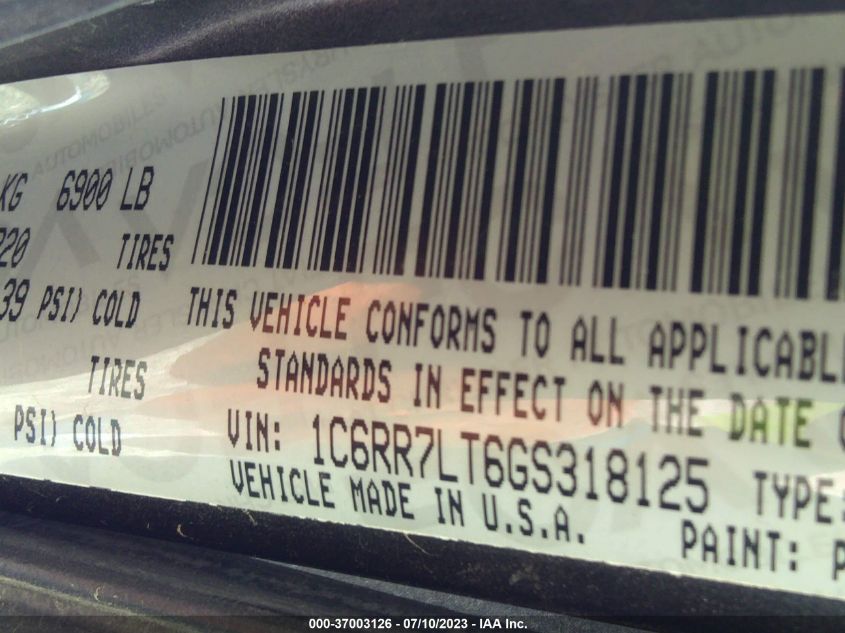 KG 6900 LB
TIRES
39 PSI) COLD
TIRES
PSI) COLD
THIS VEHICLE CONFORMS TO ALL APPLICABL
STANDARDS IN EFFECT ON THE DATE
VIN: 1C6RR7LT6GS318125 TYPE:
VEHICLE MADE IN U.S.A. PAINT: P
000-37003126 - 07/10/2023 - IAA Inc.